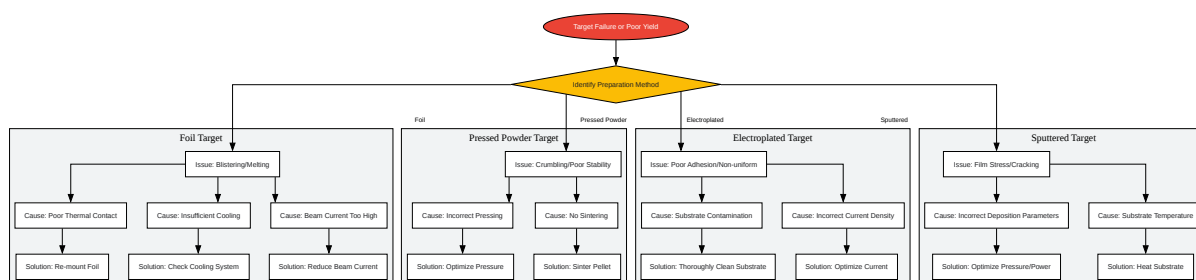 Target Failure or Poor Yield
Identify Preparation Method
Foil
Pressed Powder
Electroplated
Sputtered
Foil Target
Pressed Powder Target
Electroplated Target
Sputtered Target
Issue: Blistering/Melting
Issue: Crumbling/Poor Stability
Issue: Poor Adhesion/Non-uniform
Issue: Film Stress/Cracking
Cause: Poor Thermal Contact
Cause: Insufficient Cooling
Cause: Beam Current Too High
Cause: Incorrect Pressing
Cause: No Sintering
Cause: Substrate Contamination
Cause: Incorrect Current Density
Cause: Incorrect Deposition Parameters
Cause: Substrate Temperature
Solution: Re-mount Foil
Solution: Check Cooling System
Solution: Reduce Beam Current
Solution: Optimize Pressure
Solution: Sinter Pellet
Solution: Thoroughly Clean Substrate
Solution: Optimize Current
Solution: Optimize Pressure/Power
Solution: Heat Substrate